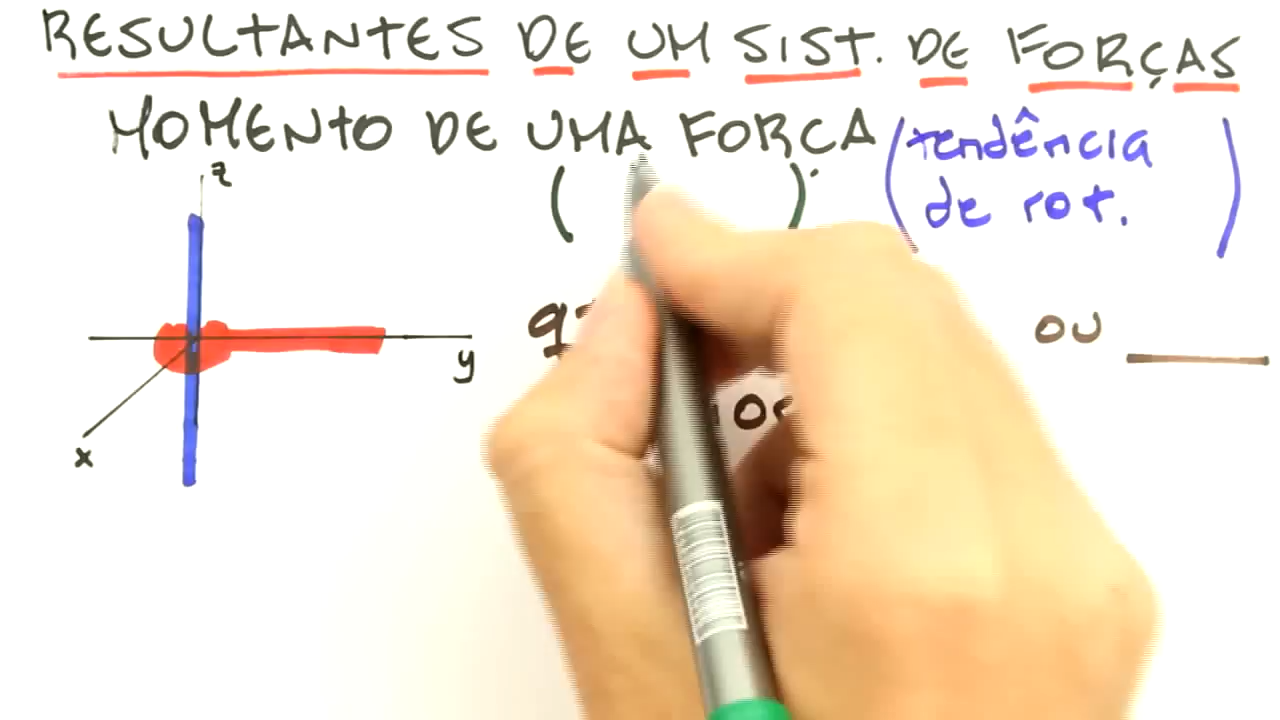 RESULTANTES DE UM SIST. DE FORÇAS
MOMENTO DE UMA FORÇA (tendência
de rot. )
( )
z
ou
y
x